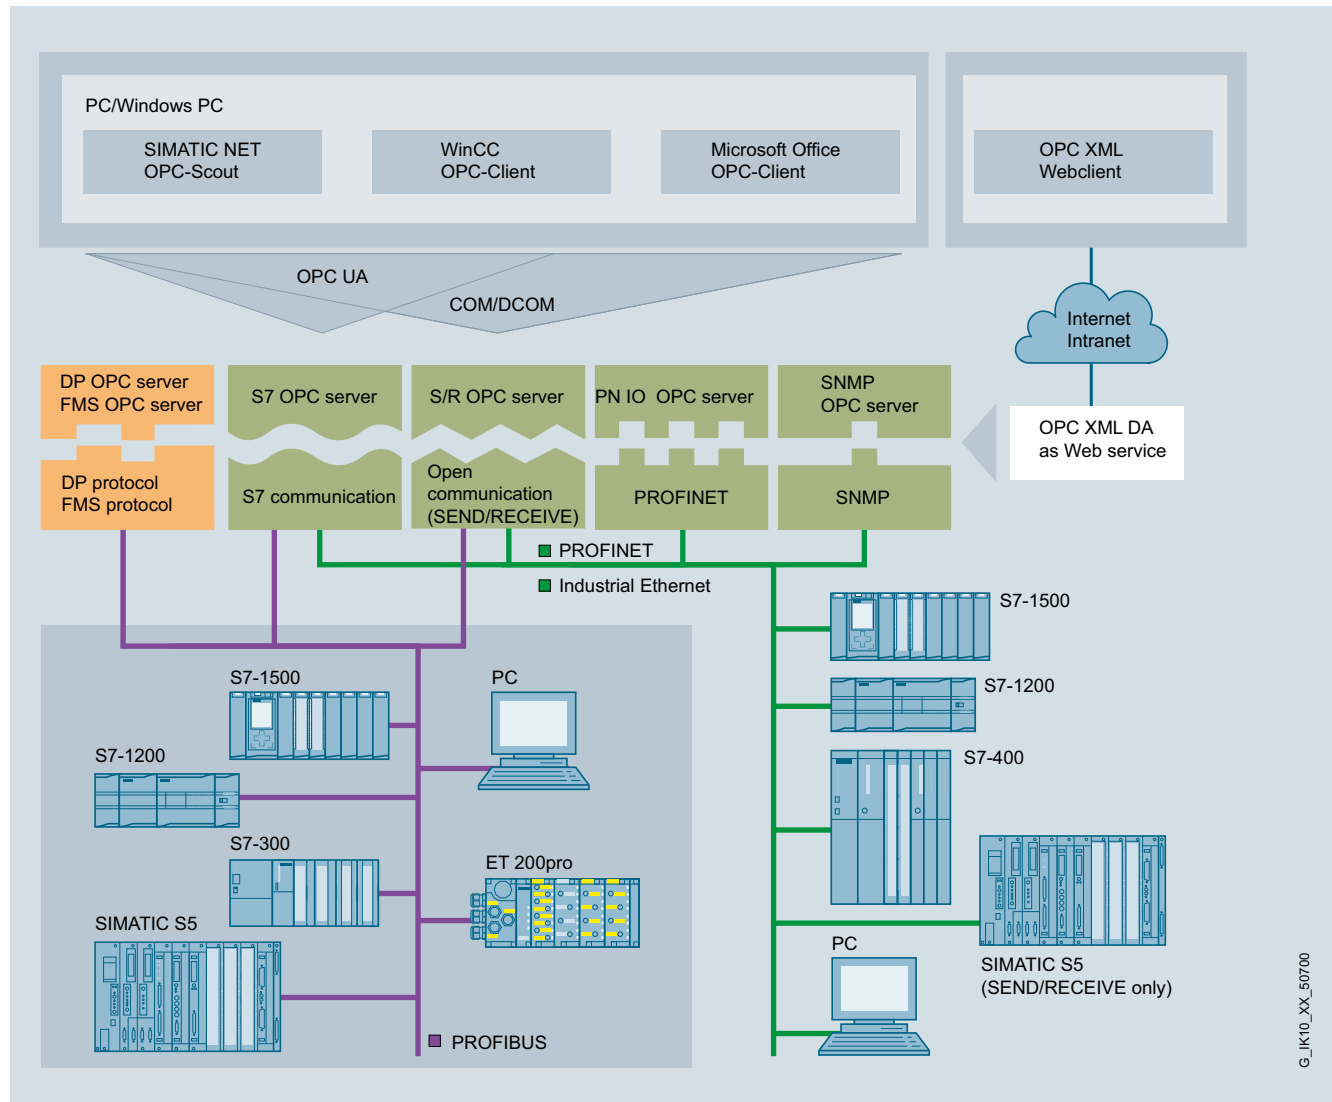 PC/Windows PC
SIMATIC NET
OPC-Scout
WinCC
OPC-Client
Microsoft Office
OPC-Client
OPC XML
Webclient
OPC UA
COM/DCOM
Internet
Intranet
DP OPC server
FMS OPC server
S7 OPC server
S/R OPC server
PN IO OPC server
SNMP
OPC server
OPC XML DA
as Web service
DP protocol
FMS protocol
S7 communication
Open
communication
(SEND/RECEIVE)
PROFINET
SNMP
PROFINET
Industrial Ethernet
S7-1500
S7-1200
S7-400
SIMATIC S5
(SEND/RECEIVE only)
PC
S7-1500
PC
S7-1200
S7-300
ET 200pro
SIMATIC S5
PROFIBUS
G_IK10_XX_50700